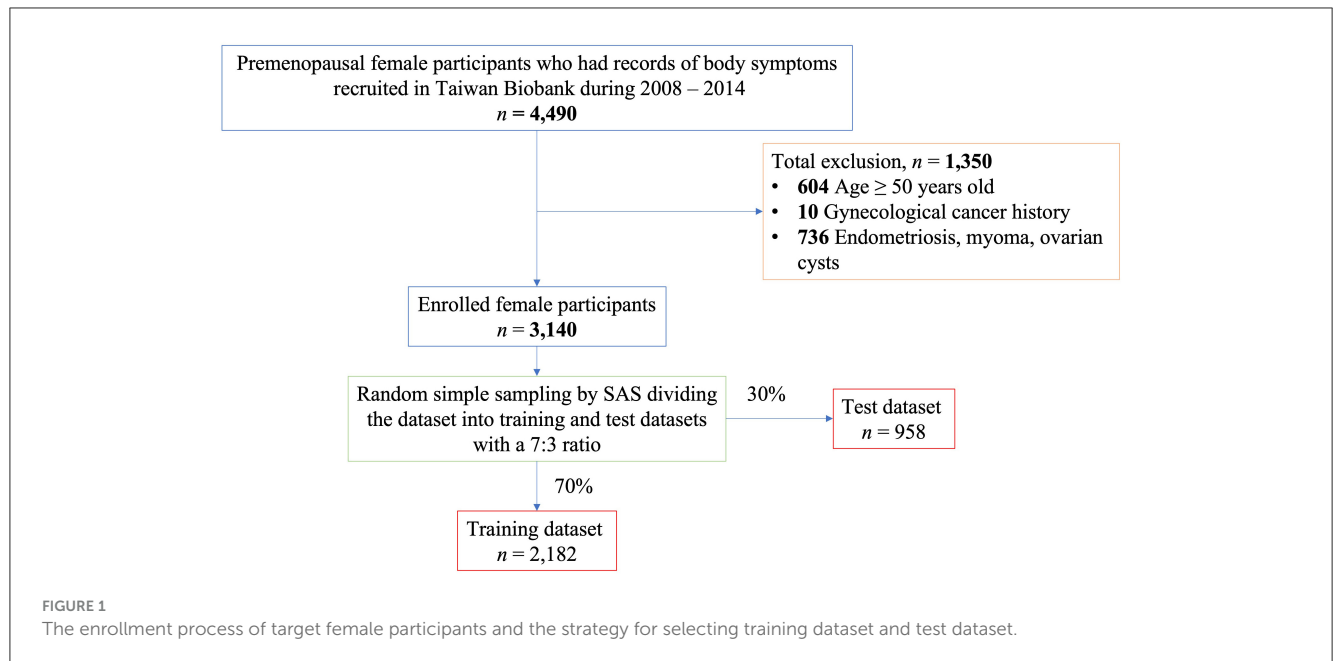 Premenopausal female participants who had records of body symptoms
recruited in Taiwan Biobank during 2008 – 2014
n = 4,490
Total exclusion, n = 1,350
• 604 Age ≥ 50 years old
• 10 Gynecological cancer history
• 736 Endometriosis, myoma, ovarian
cysts
Enrolled female participants
n = 3,140
Random simple sampling by SAS dividing
the dataset into training and test datasets
with a 7:3 ratio
30%
Test dataset
n = 958
70%
Training dataset
n = 2,182
FIGURE 1
The enrollment process of target female participants and the strategy for selecting training dataset and test dataset.